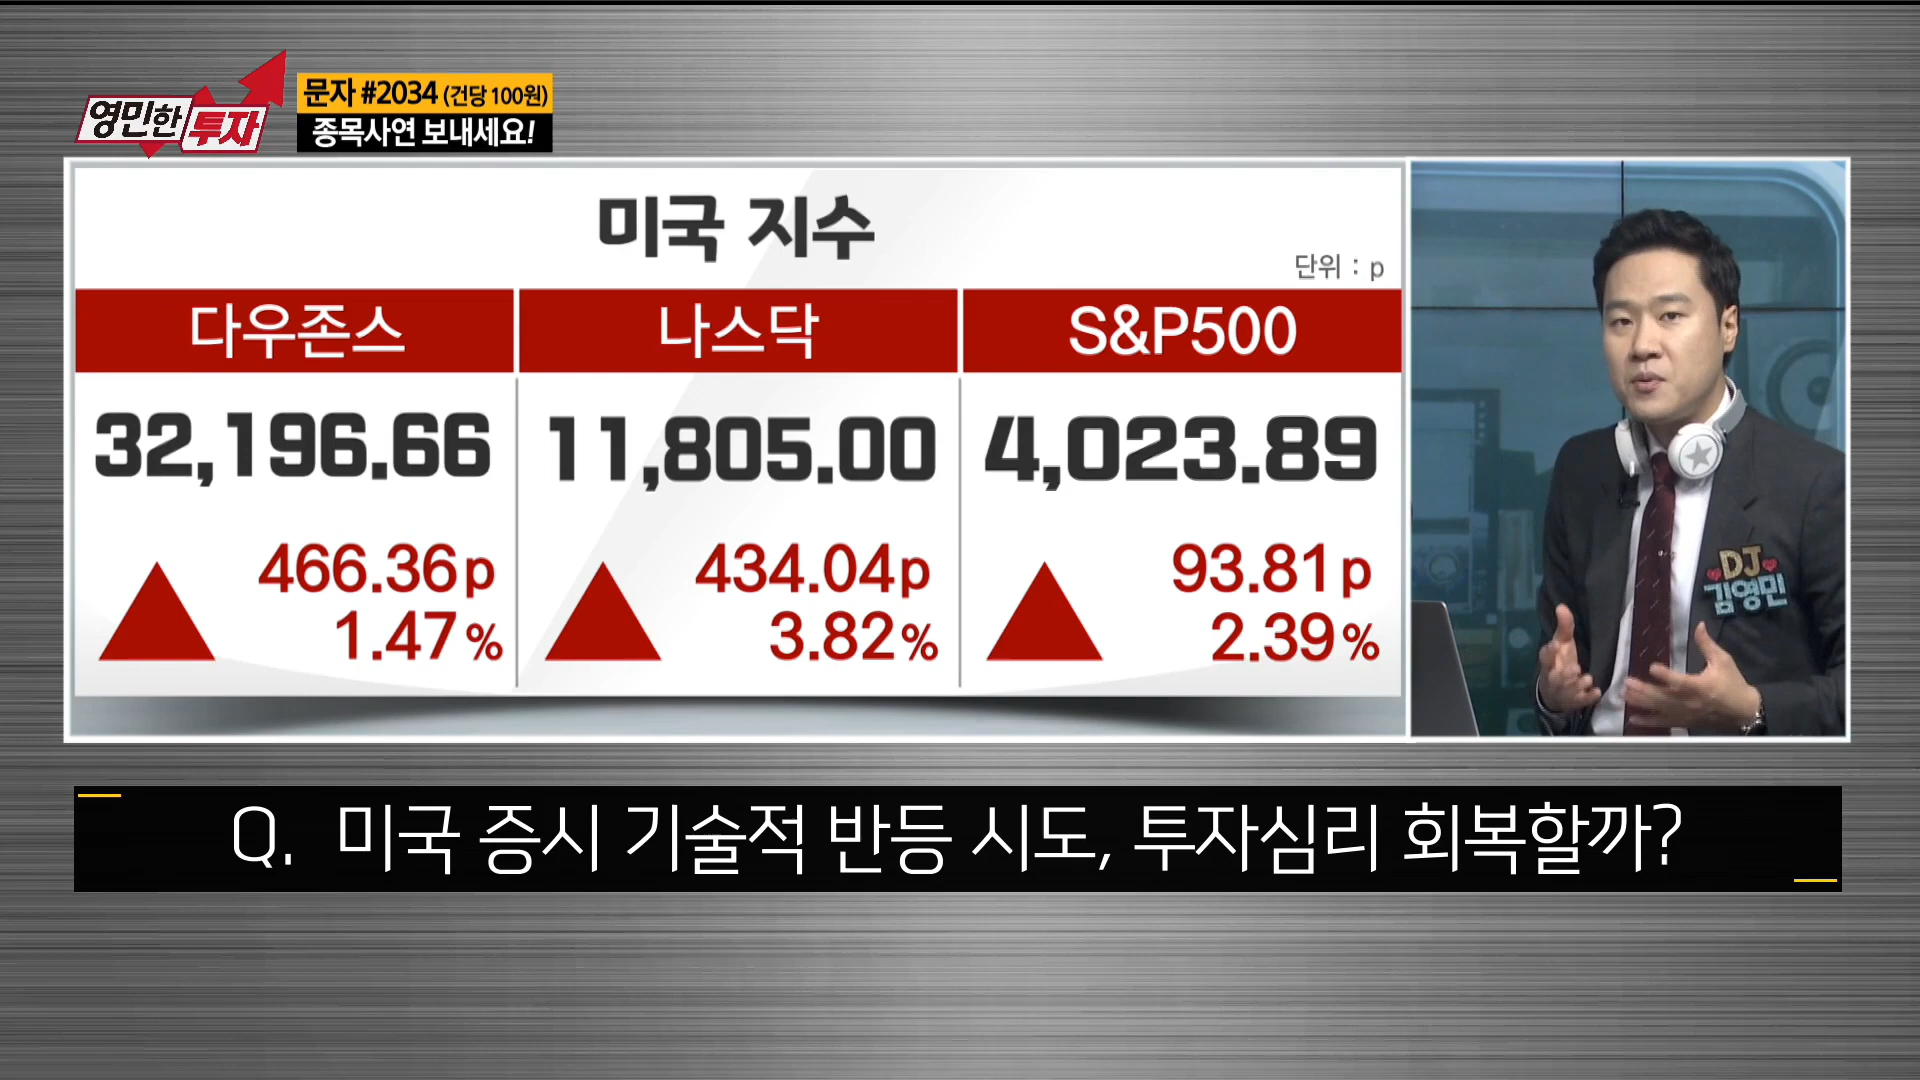 영민한
투자
문자 #2034 (건당 100원)
종목사연 보내세요!
미국 지수
단위 : p
다우존스
나스닥
S&P500
32,196.66
11,805.00
4,023.89
▲ 466.36p
1.47%
▲ 434.04p
3.82%
▲ 93.81p
2.39%
DJ
김영민
Q. 미국 증시 기술적 반등 시도, 투자심리 회복할까?